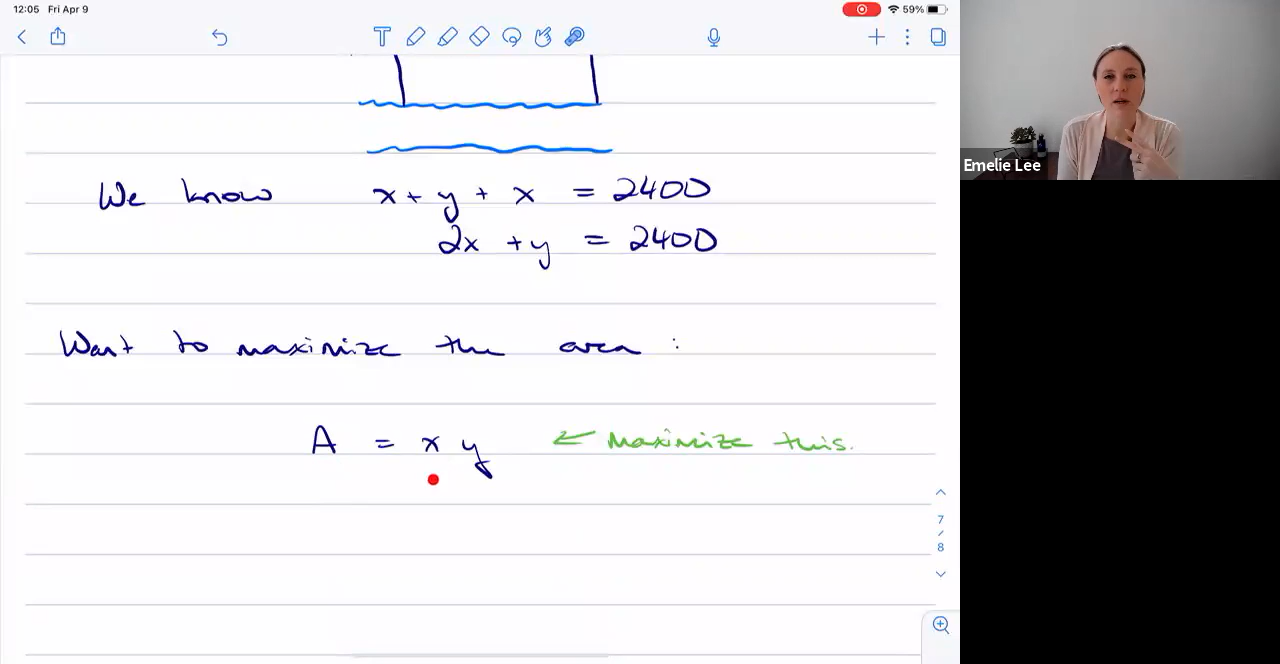 12:05 Fri Apr 9
59%
T
Emelie Lee
We know x + y + x = 2400
2x + y = 2400
Want to maximize the area :
A = x y ← Maximize this.
7
/
8